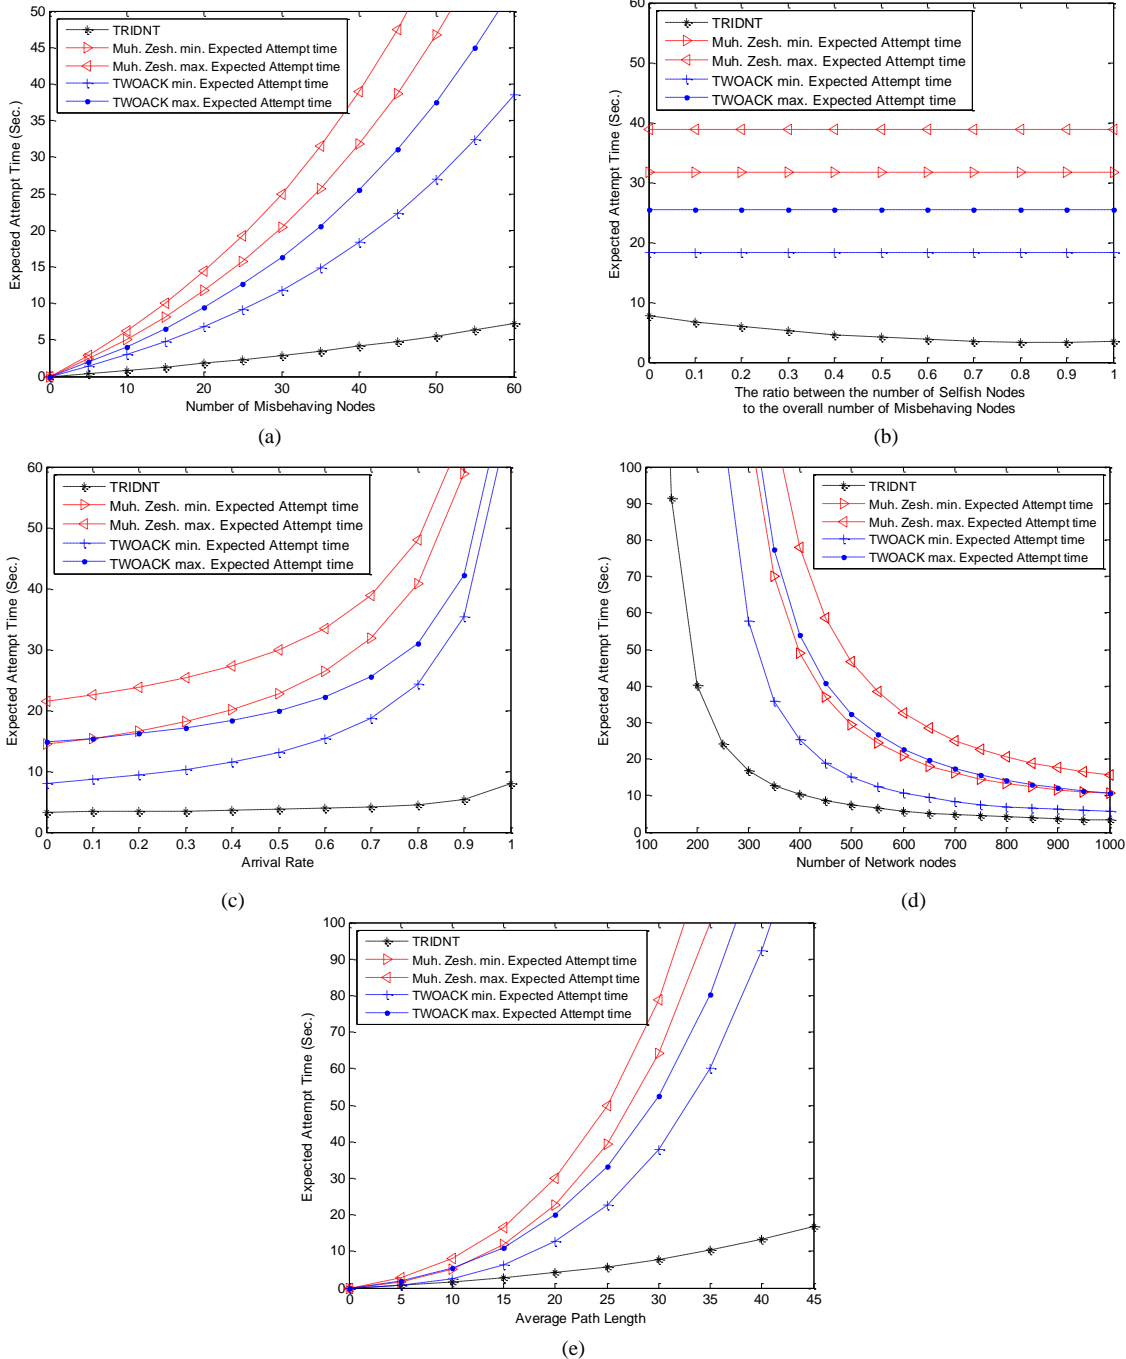 50
45
40
35
30
25
20
15
10
5
0
Expected Attempt Time (Sec.)
TRIDNT
Muh. Zesh. min. Expected Attempt time
Muh. Zesh. max. Expected Attempt time
TWOACK min. Expected Attempt time
TWOACK max. Expected Attempt time
0 10 20 30 40 50 60
Number of Misbehaving Nodes
(a)
60
50
40
30
20
10
0
Expected Attempt Time (Sec.)
TRIDNT
Muh. Zesh. min. Expected Attempt time
Muh. Zesh. max. Expected Attempt time
TWOACK min. Expected Attempt time
TWOACK max. Expected Attempt time
0 0.1 0.2 0.3 0.4 0.5 0.6 0.7 0.8 0.9 1
The ratio between the number of Selfish Nodes
to the overall number of Misbehaving Nodes
(b)
60
50
40
30
20
10
0
Expected Attempt Time (Sec.)
TRIDNT
Muh. Zesh. min. Expected Attempt time
Muh. Zesh. max. Expected Attempt time
TWOACK min. Expected Attempt time
TWOACK max. Expected Attempt time
0 0.1 0.2 0.3 0.4 0.5 0.6 0.7 0.8 0.9 1
Arrival Rate
(c)
100
90
80
70
60
50
40
30
20
10
0
Expected Attempt Time (Sec.)
TRIDNT
Muh. Zesh. min. Expected Attempt time
Muh. Zesh. max. Expected Attempt time
TWOACK min. Expected Attempt time
TWOACK max. Expected Attempt time
100 200 300 400 500 600 700 800 900 1000
Number of Network nodes
(d)
100
90
80
70
60
50
40
30
20
10
0
Expected Attempt Time (Sec.)
TRIDNT
Muh. Zesh. min. Expected Attempt time
Muh. Zesh. max. Expected Attempt time
TWOACK min. Expected Attempt time
TWOACK max. Expected Attempt time
0 5 10 15 20 25 30 35 40 45
Average Path Length
(e)